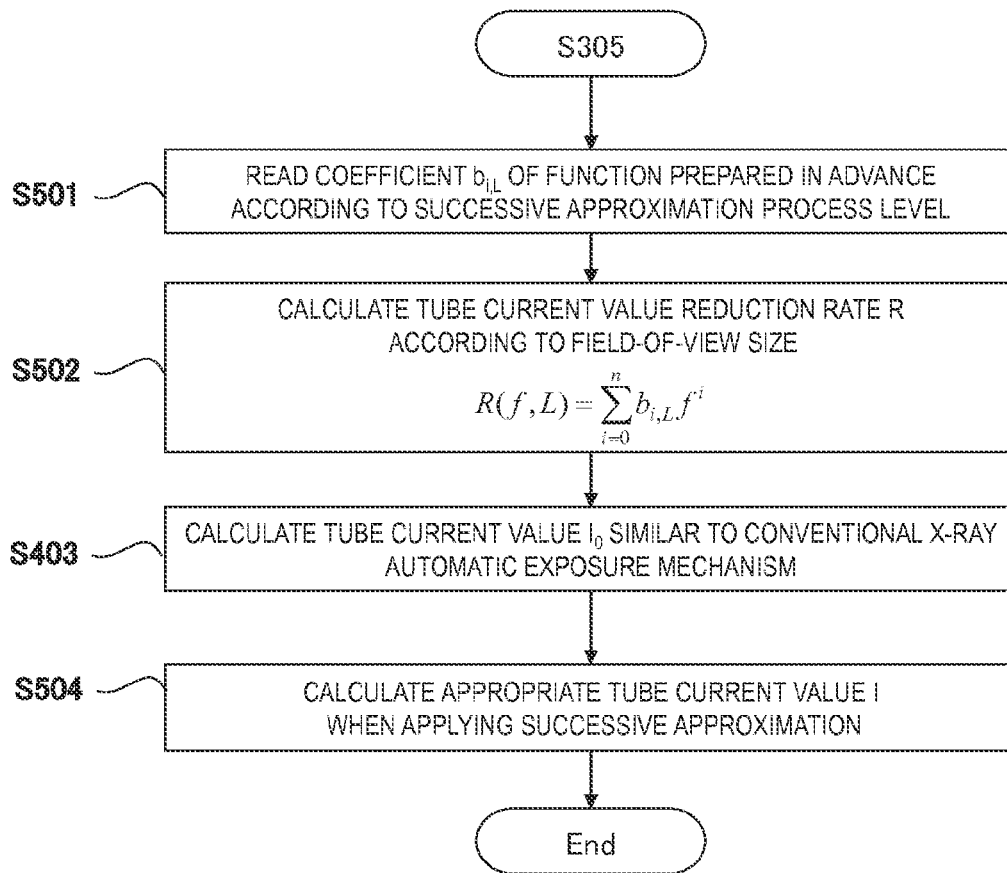 S305
S501
READ COEFFICIENT b_{i,L} OF FUNCTION PREPARED IN ADVANCE
ACCORDING TO SUCCESSIVE APPROXIMATION PROCESS LEVEL
S502
CALCULATE TUBE CURRENT VALUE REDUCTION RATE R
ACCORDING TO FIELD-OF-VIEW SIZE
R(f, L) = \sum_{i=0}^{n} b_{i,L} f^i
S403
CALCULATE TUBE CURRENT VALUE I_0 SIMILAR TO CONVENTIONAL X-RAY
AUTOMATIC EXPOSURE MECHANISM
S504
CALCULATE APPROPRIATE TUBE CURRENT VALUE I
WHEN APPLYING SUCCESSIVE APPROXIMATION
End